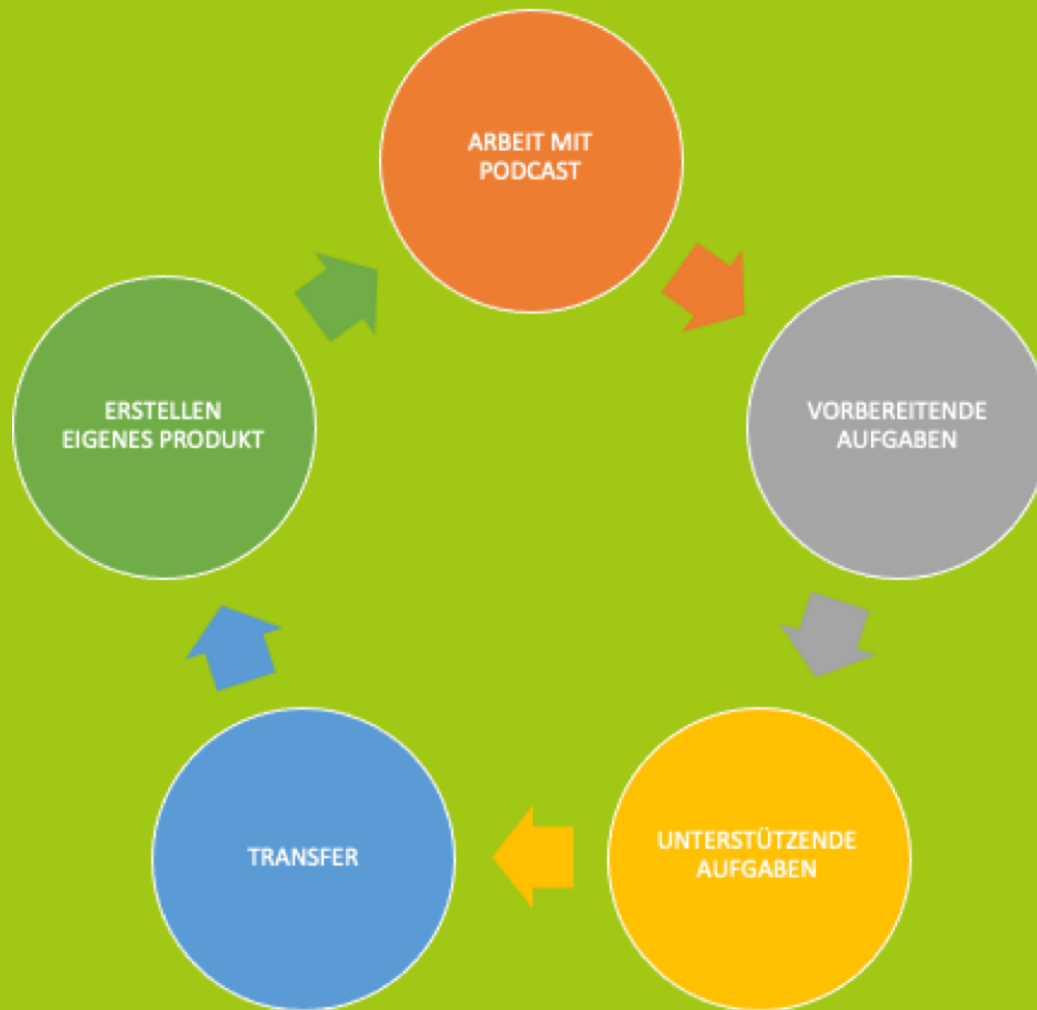 ARBEIT MIT
PODCAST
VORBEREITENDE
AUFGABEN
UNTERSTÜTZENDE
AUFGABEN
TRANSFER
ERSTELLEN
EIGENES PRODUKT